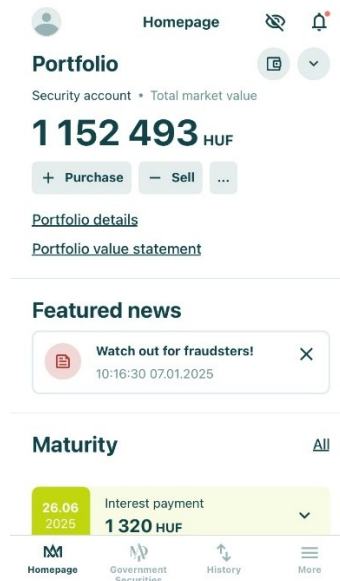 Homepage
Portfolio
Security account • Total market value
1 152 493 HUF
+ Purchase
− Sell
...
Portfolio details
Portfolio value statement
Featured news
Watch out for fraudsters!
10:16:30 07.01.2025
Maturity
All
26.06
2025
Interest payment
1 320 HUF
Homepage
Government
Securities
History
More